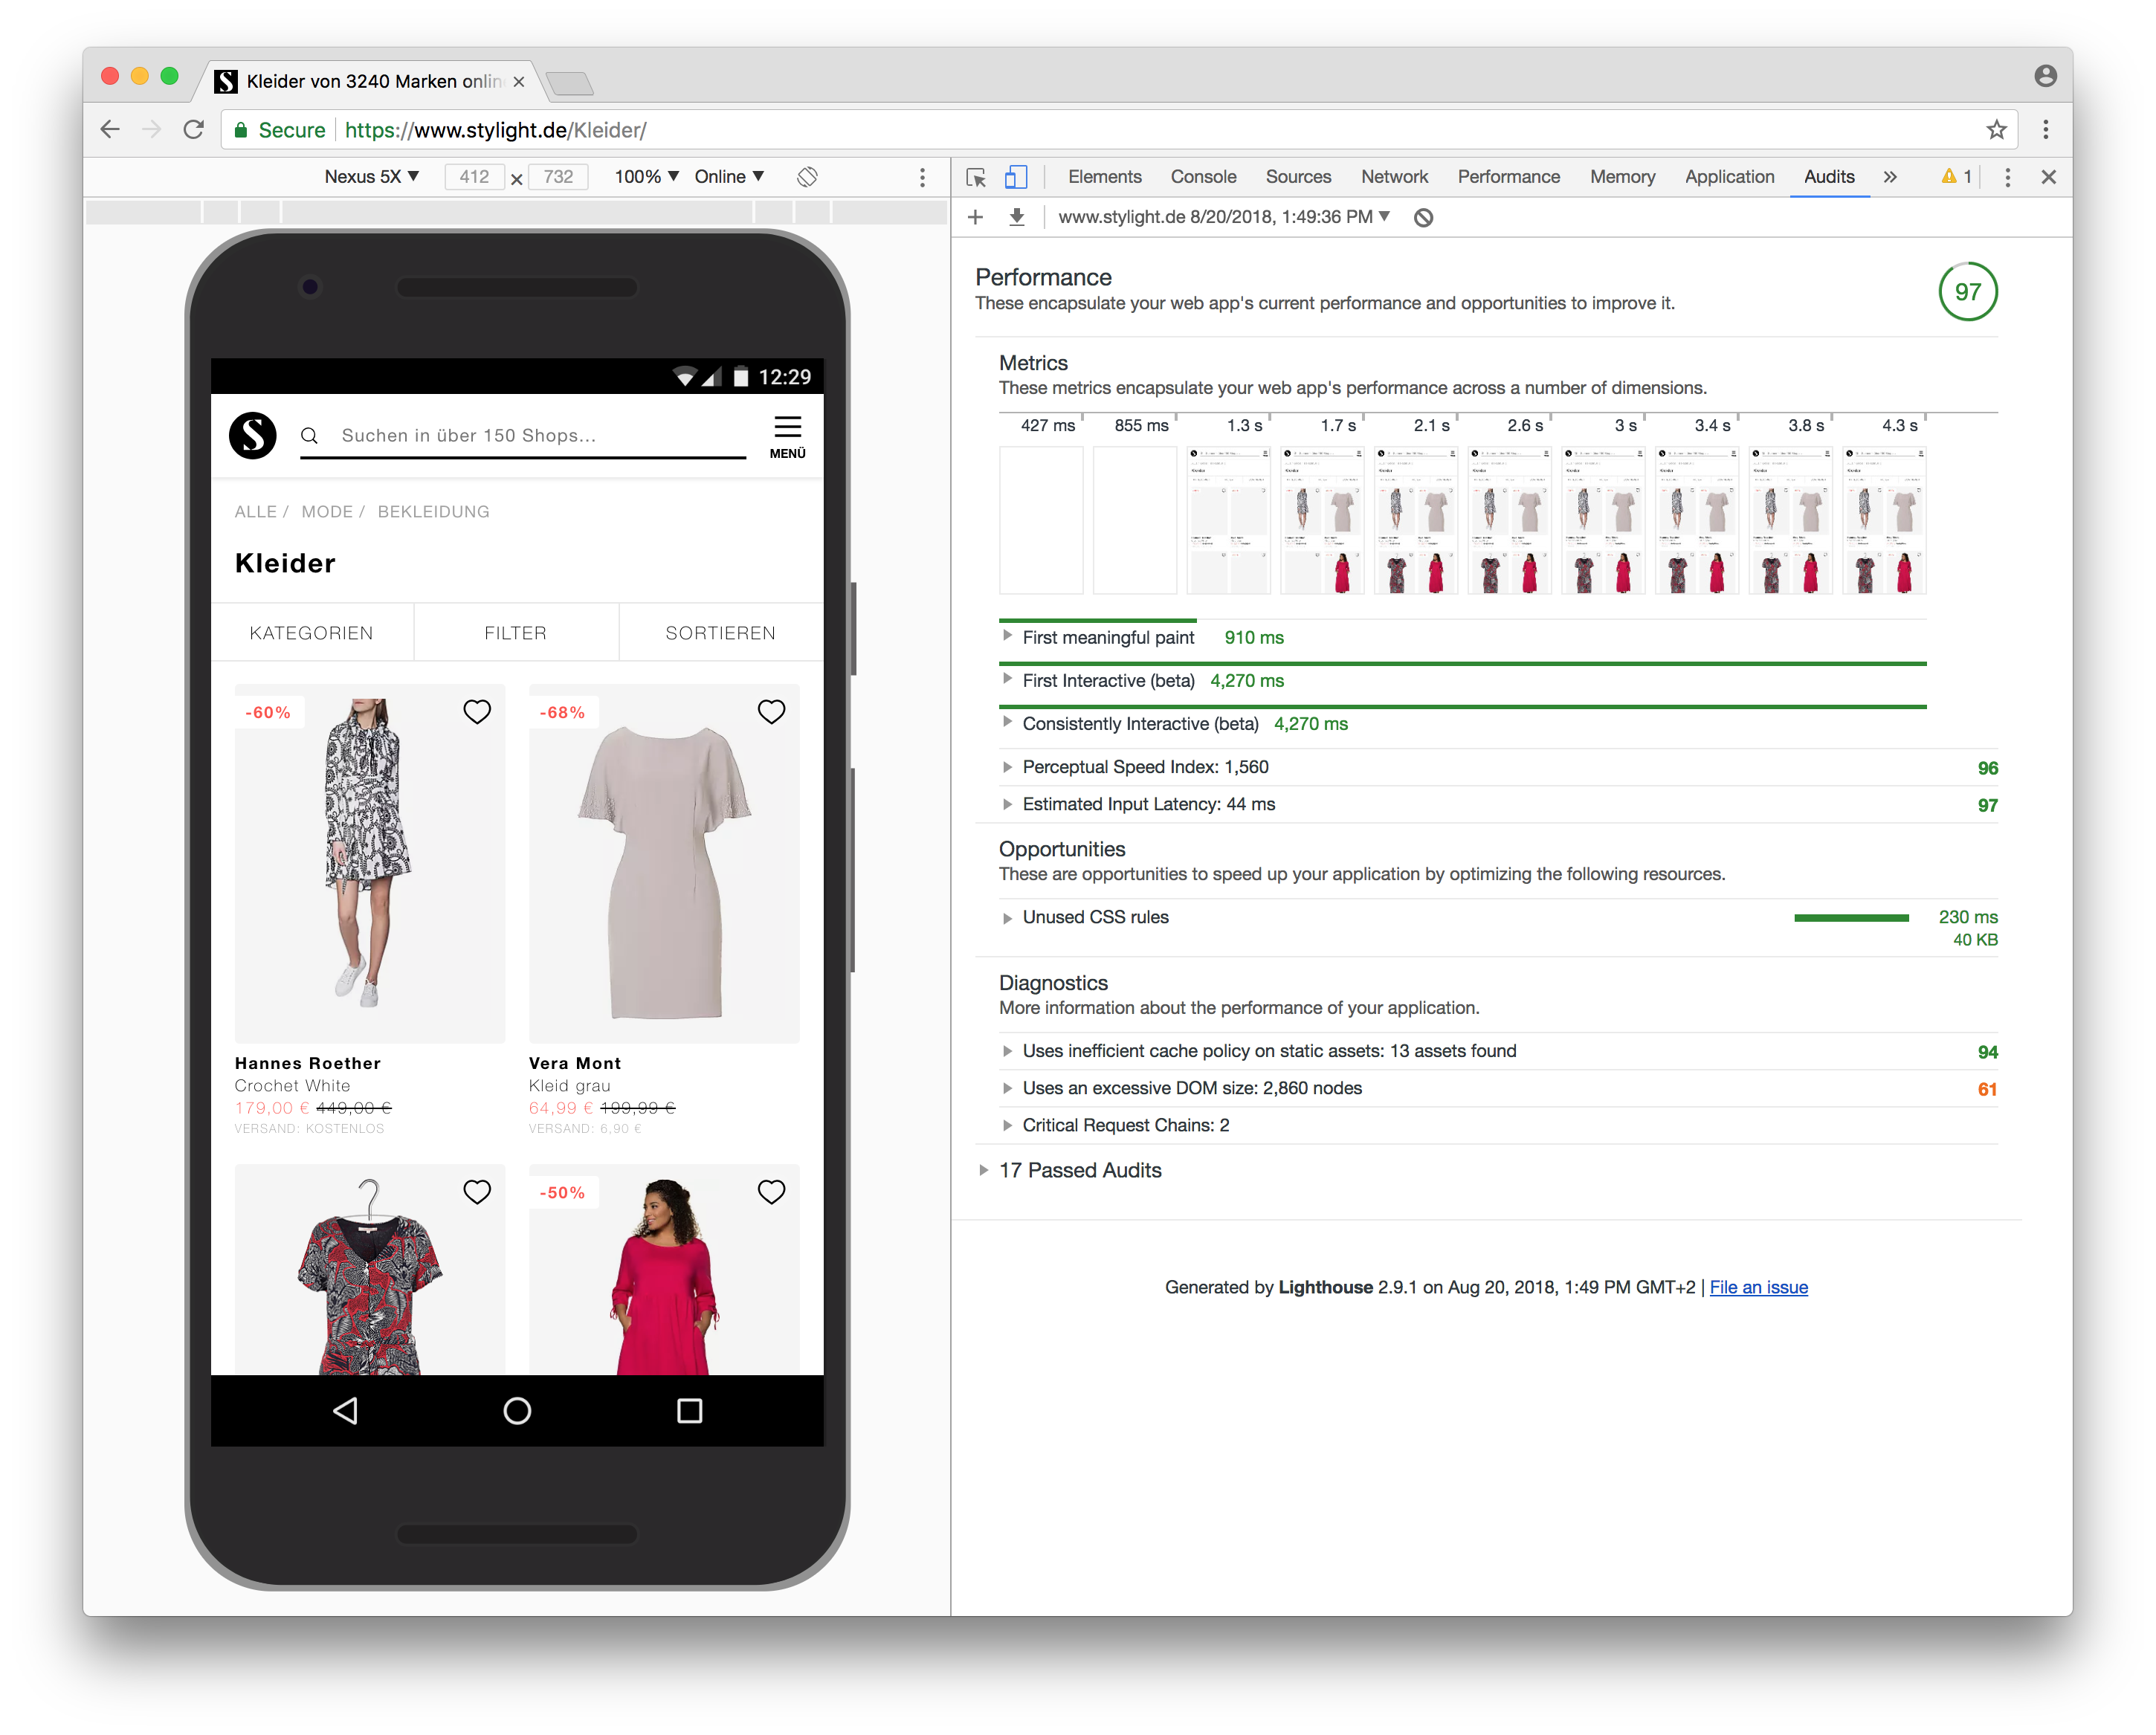 Kleider von 3240 Marken onlin
Secure https://www.stylight.de/Kleider/
Nexus 5X ▼ 412 × 732 100% ▼ Online ▼
Elements Console Sources Network Performance Memory Application Audits » 1
www.stylight.de 8/20/2018, 1:49:36 PM ▼
12:29
S Suchen in über 150 Shops...
MENÜ
ALLE / MODE / BEKLEIDUNG
Kleider
KATEGORIEN FILTER SORTIEREN
-60% -68%
Hannes Roether
Crochet White
179,00 € 449,00 €
VERSAND: KOSTENLOS
Vera Mont
Kleid grau
64,99 € 199,99 €
VERSAND: 6,90 €
-50%
Performance
These encapsulate your web app's current performance and opportunities to improve it.
97
Metrics
These metrics encapsulate your web app's performance across a number of dimensions.
427 ms 855 ms 1.3 s 1.7 s 2.1 s 2.6 s 3 s 3.4 s 3.8 s 4.3 s
First meaningful paint 910 ms
First Interactive (beta) 4,270 ms
Consistently Interactive (beta) 4,270 ms
Perceptual Speed Index: 1,560 96
Estimated Input Latency: 44 ms 97
Opportunities
These are opportunities to speed up your application by optimizing the following resources.
Unused CSS rules 230 ms
40 KB
Diagnostics
More information about the performance of your application.
Uses inefficient cache policy on static assets: 13 assets found 94
Uses an excessive DOM size: 2,860 nodes 61
Critical Request Chains: 2
17 Passed Audits
Generated by Lighthouse 2.9.1 on Aug 20, 2018, 1:49 PM GMT+2 | File an issue